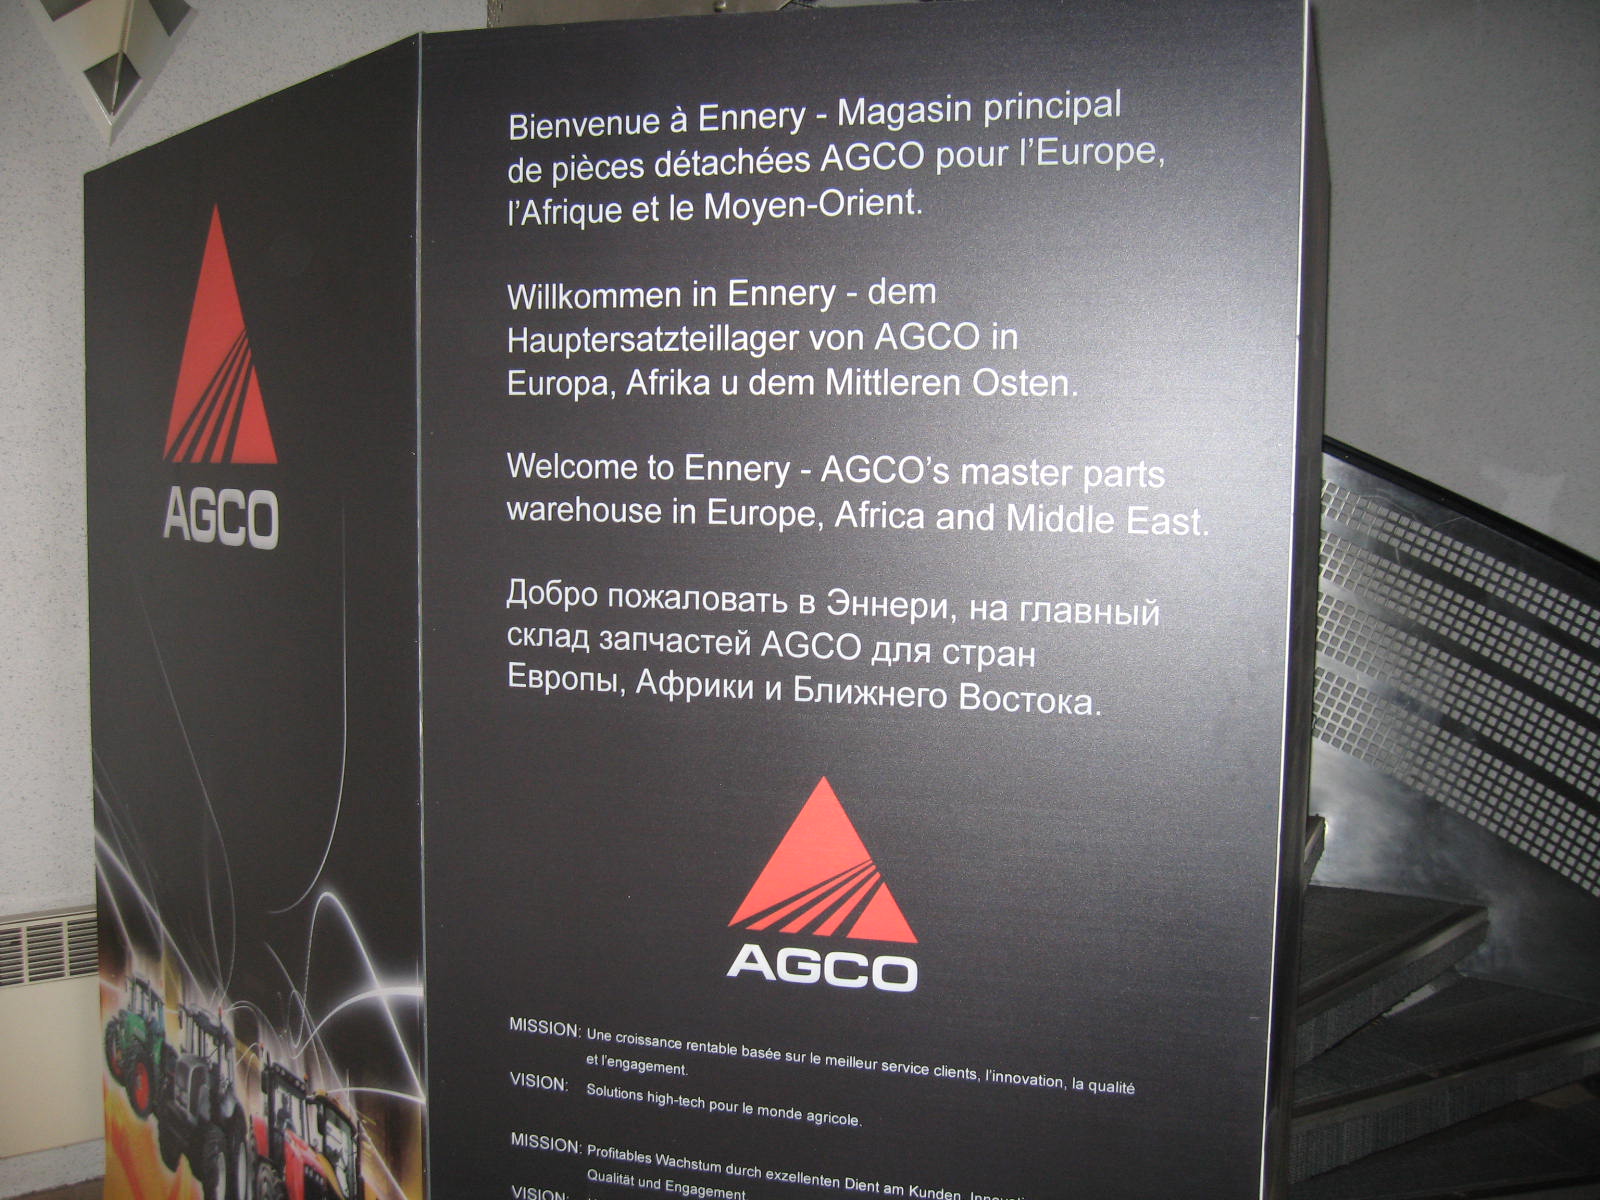 AGCO
Bienvenue à Ennery - Magasin principal
de pièces détachées AGCO pour l'Europe,
l'Afrique et le Moyen-Orient.
Willkommen in Ennery - dem
Hauptersatzteillager von AGCO in
Europa, Afrika u dem Mittleren Osten.
Welcome to Ennery - AGCO's master parts
warehouse in Europe, Africa and Middle East.
Добро пожаловать в Эннери, на главный
склад запчастей AGCO для стран
Европы, Африки и Ближнего Востока.
AGCO
MISSION: Une croissance rentable basée sur le meilleur service clients, l'innovation, la qualité
et l'engagement.
VISION: Solutions high-tech pour le monde agricole.
MISSION: Profitables Wachstum durch exzellenten Dient am Kunden,
Qualität und Engagement
VISION: